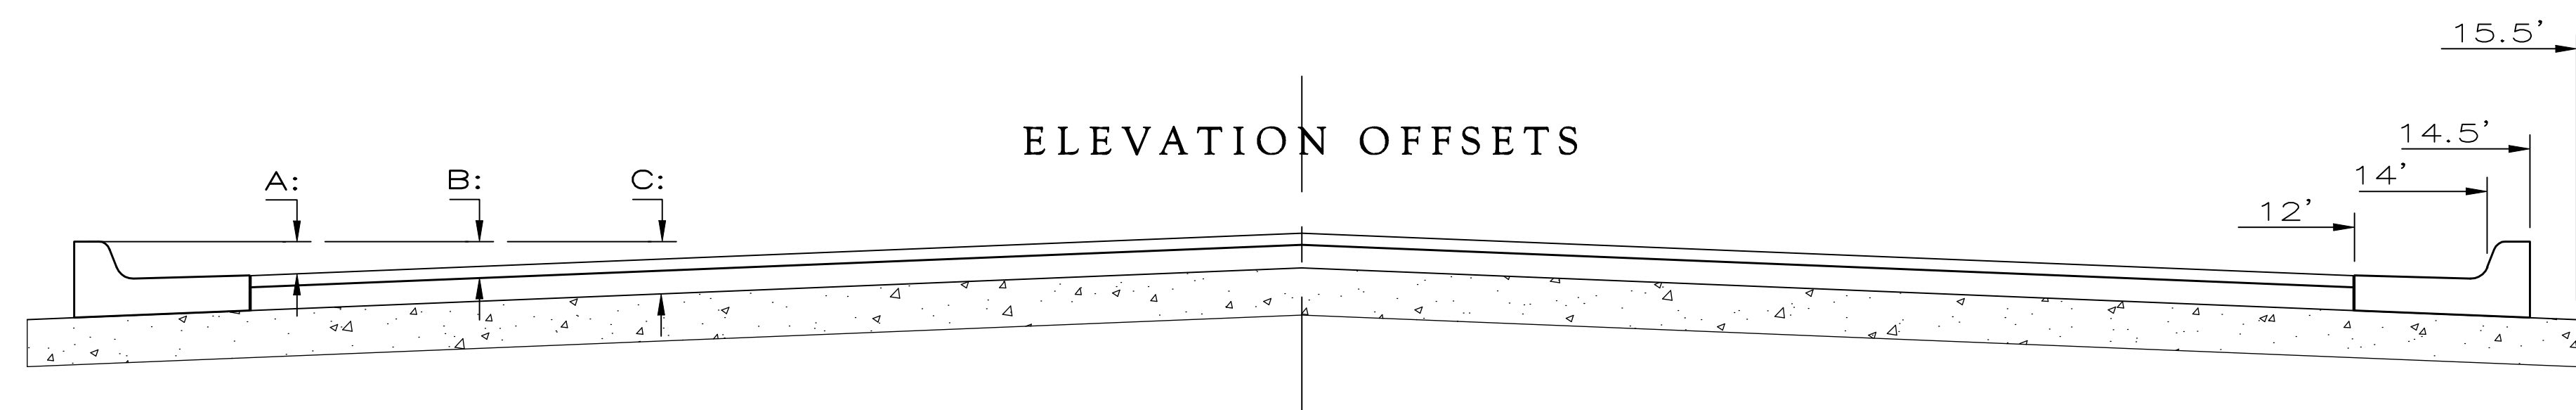 15.5’
ELEVATION OFFSETS
14.5’
14’
A: B: C:
12’